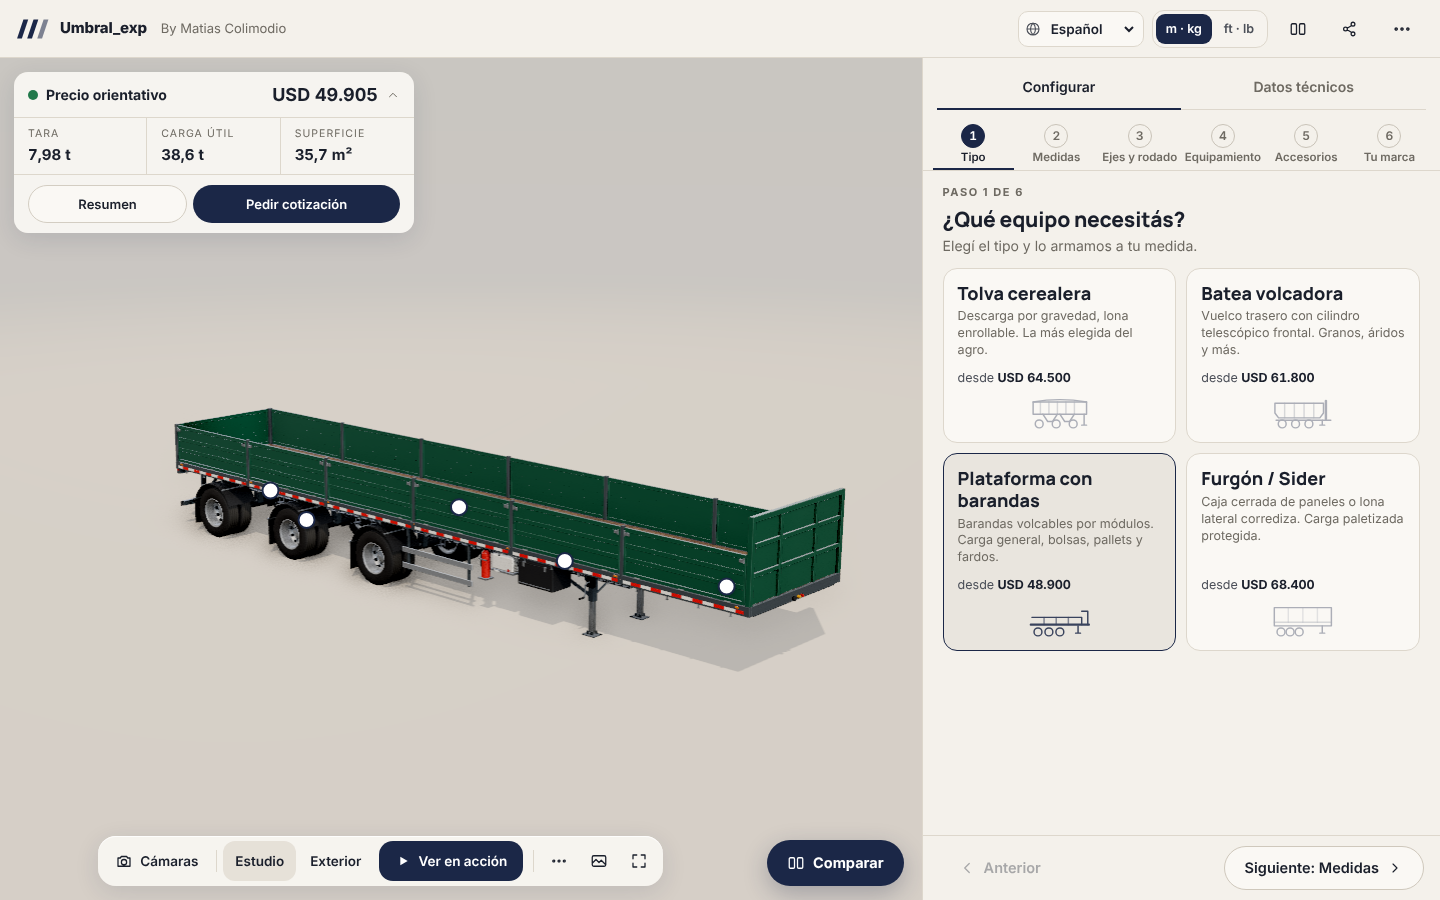 Umbral_exp By Matias Colimodio
Español
m · kg ft · lb
Precio orientativo USD 49.905
TARA CARGA ÚTIL SUPERFICIE
7,98 t 38,6 t 35,7 m²
Resumen Pedir cotización
Cámaras Estudio Exterior Ver en acción
Comparar
Configurar Datos técnicos
1 2 3 4 5 6
Tipo Medidas Ejes y rodado Equipamiento Accesorios Tu marca
PASO 1 DE 6
¿Qué equipo necesitás?
Elegí el tipo y lo armamos a tu medida.
Tolva cerealera
Descarga por gravedad, lona
enrollable. La más elegida del
agro.
desde USD 64.500
Batea volcadora
Vuelco trasero con cilindro
telescópico frontal. Granos, áridos
y más.
desde USD 61.800
Plataforma con
barandas
Barandas volcables por módulos.
Carga general, bolsas, pallets y
fardos.
desde USD 48.900
Furgón / Sider
Caja cerrada de paneles o lona
lateral corrediza. Carga paletizada
protegida.
desde USD 68.400
Anterior Siguiente: Medidas